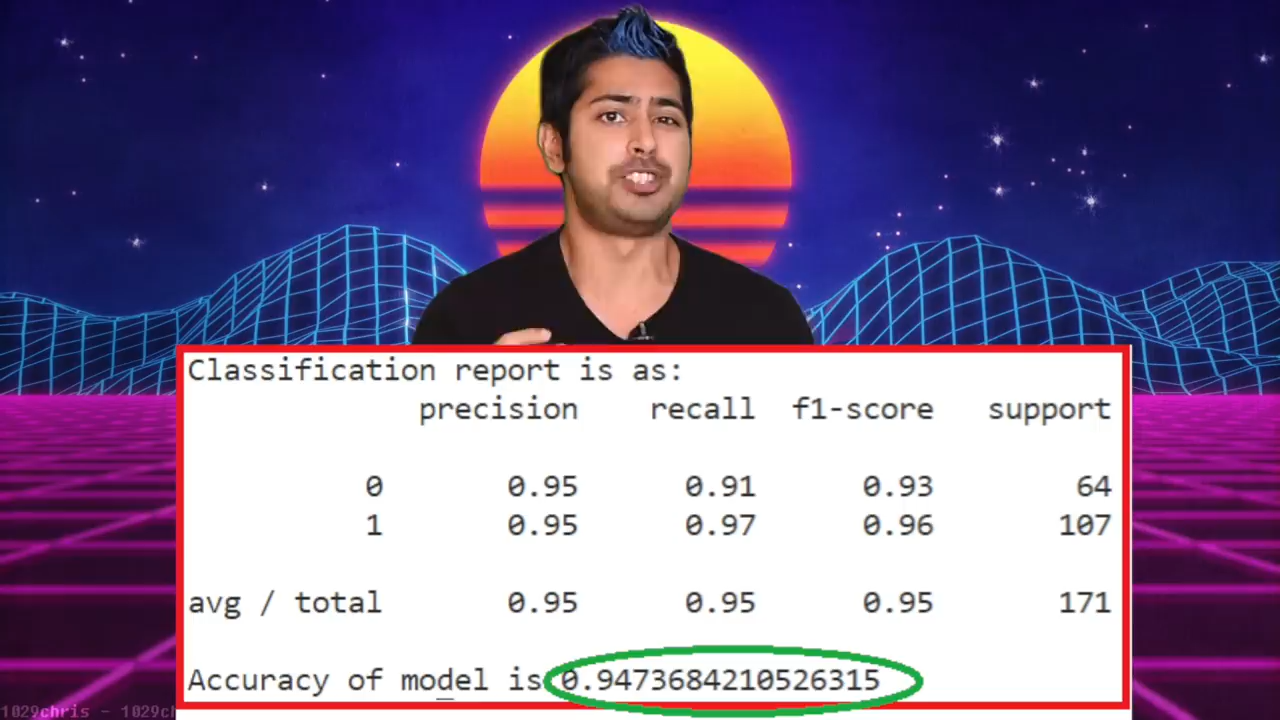 Classification report is as:
precision recall f1-score support
0 0.95 0.91 0.93 64
1 0.95 0.97 0.96 107
avg / total 0.95 0.95 0.95 171
Accuracy of model is 0.9473684210526315
1029chris - 1029ch